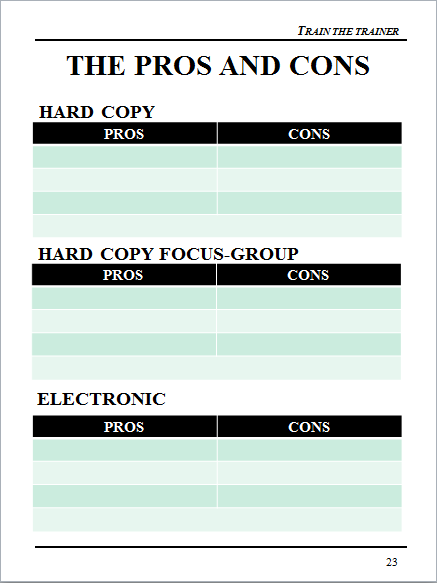 TRAIN THE TRAINER
THE PROS AND CONS
HARD COPY
PROS CONS
HARD COPY FOCUS-GROUP
PROS CONS
ELECTRONIC
PROS CONS
23